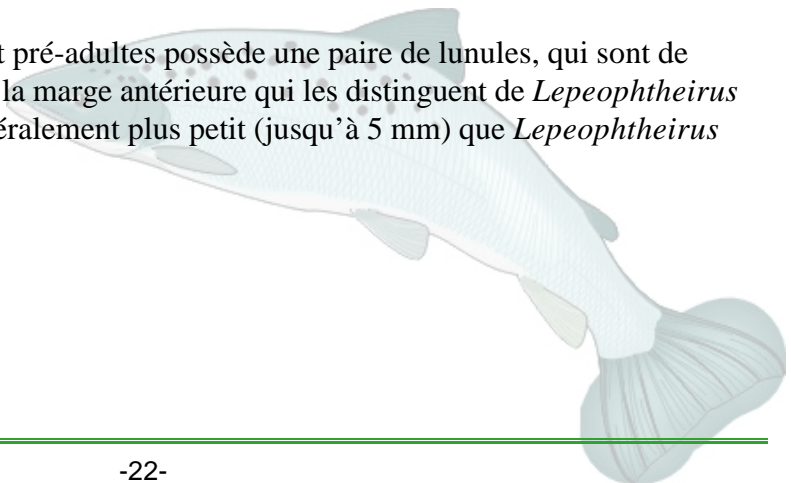 t pré-adultes possède une paire de lunules, qui sont de
la marge antérieure qui les distinguent de Lepeophtheirus
éralement plus petit (jusqu'à 5 mm) que Lepeophtheirus
-22-